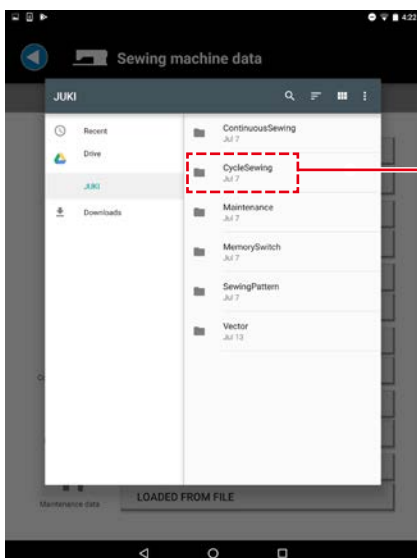 4:22
Sewing machine data
JUKI
Recent
Drive
JUKI
Downloads
ContinuousSewing
Jul 7
CycleSewing
Jul 7
Maintenance
Jul 7
MemorySwitch
Jul 7
SewingPattern
Jul 7
Vector
Jul 13
Maintenance data
LOADED FROM FILE